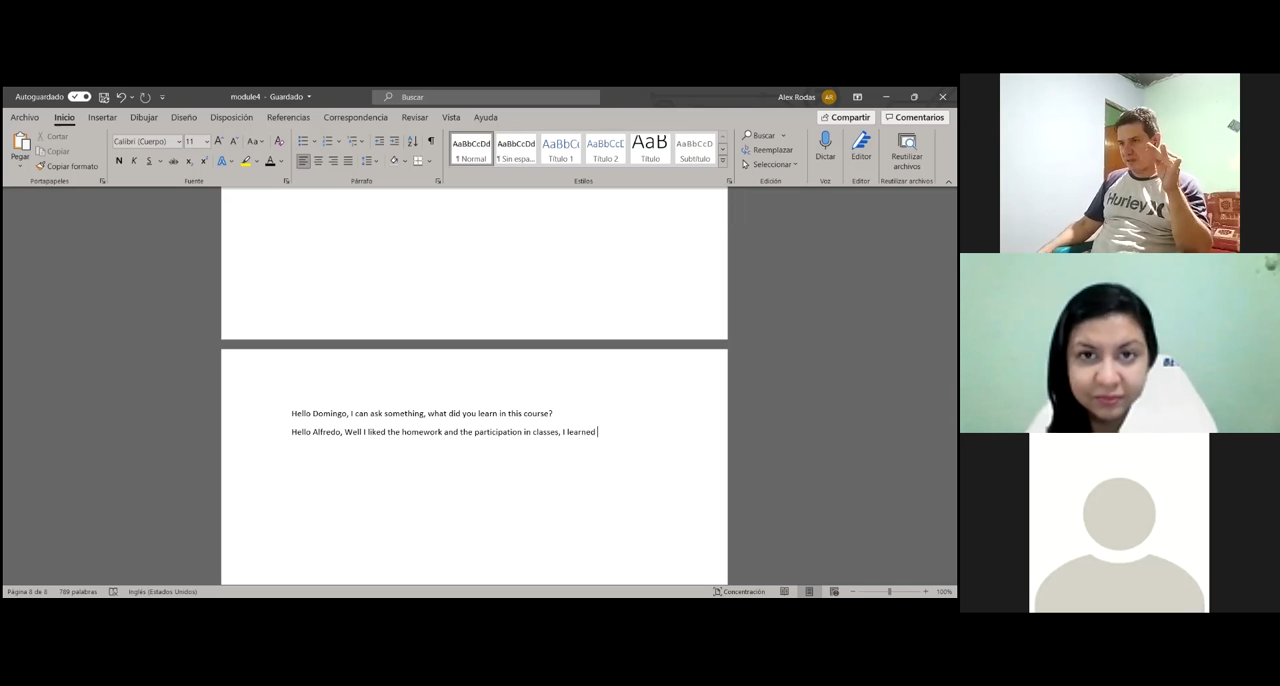 Autoguardado
module4 - Guardado
Buscar
Alex Rodas
AR
Archivo
Inicio
Insertar
Dibujar
Diseño
Disposición
Referencias
Correspondencia
Revisar
Vista
Ayuda
Compartir
Comentarios
Pegar
Cortar
Copiar
Copiar formato
Portapapeles
Calibri (Cuerpo)
11
Aa
N K S
Fuente
Párrafo
AaBbCcDd
¶ Normal
AaBbCcDd
¶ Sin espa...
AaBbCc
Título 1
AaBbCcD
Título 2
AaB
Título
AaBbCcD
Subtítulo
Estilos
Buscar
Reemplazar
Seleccionar
Edición
Dictar
Voz
Editor
Editor
Reutilizar
archivos
Reutilizar archivos
Hurley
Hello Domingo, I can ask something, what did you learn in this course?
Hello Alfredo, Well I liked the homework and the participation in classes, I learned
Página 8 de 8
789 palabras
Inglés (Estados Unidos)
Concentración
100%